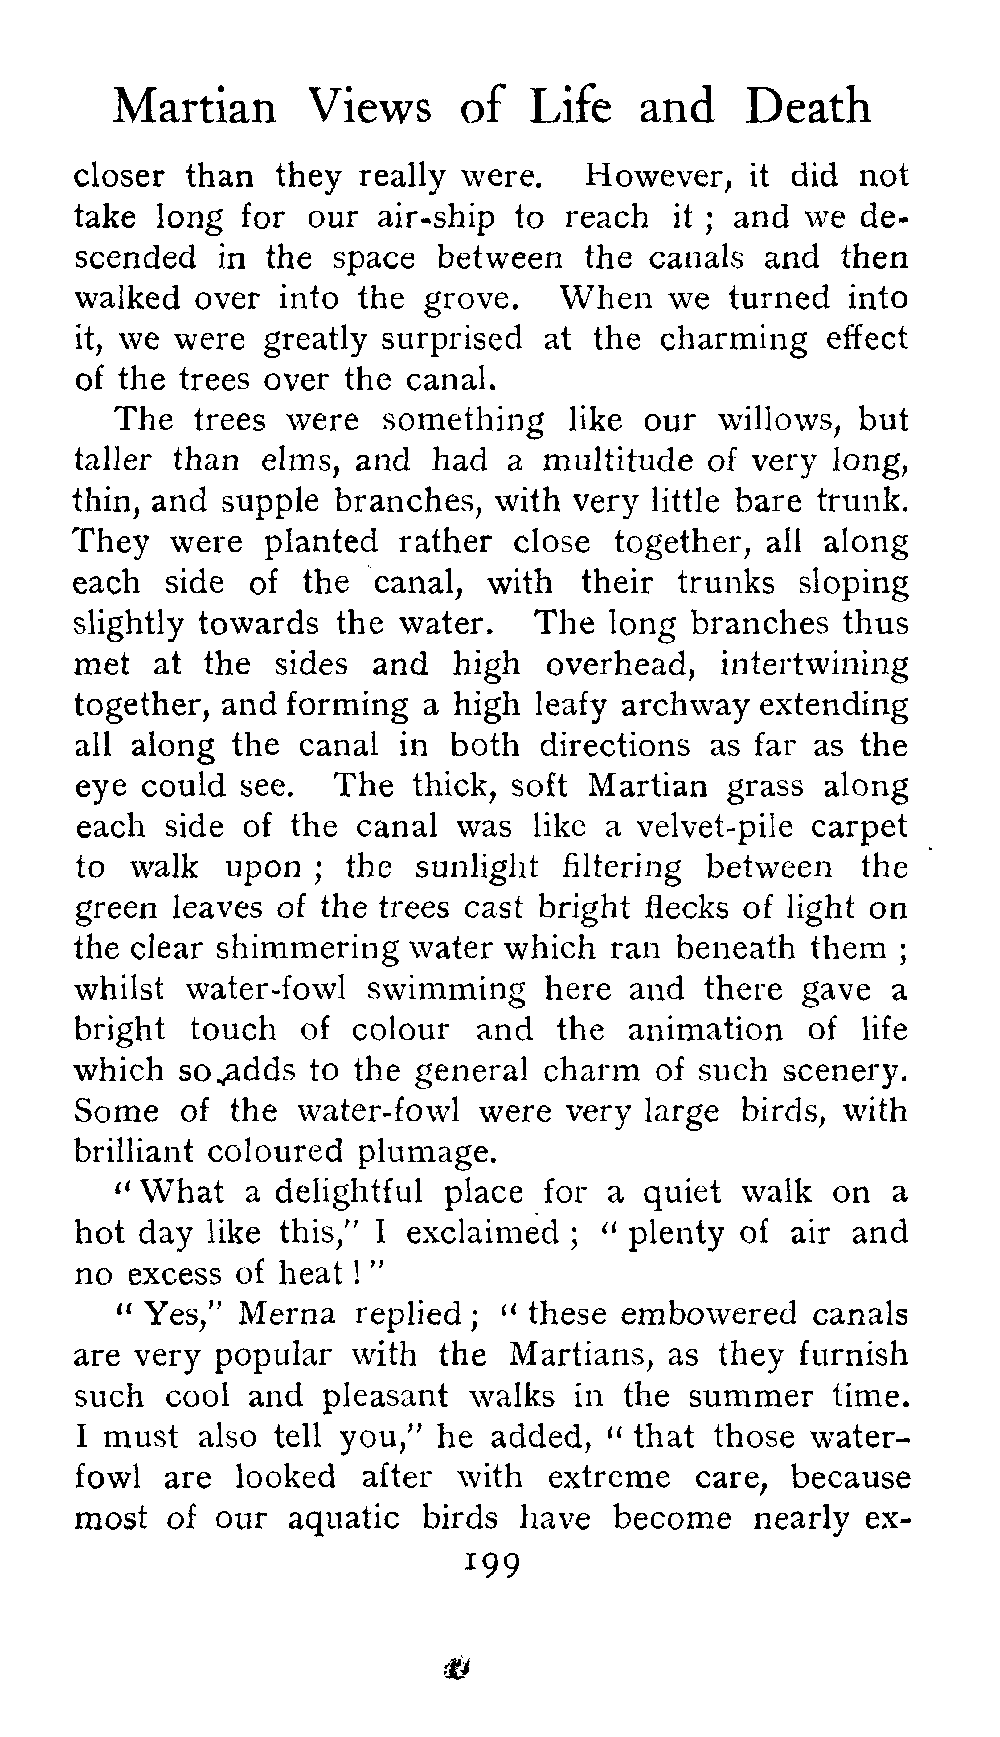 Martian Views of Life and Death
closer than they really were. However, it did not
take long for our air-ship to reach it ; and we de-
scended in the space between the canals and then
walked over into the grove. When we turned into
it, we were greatly surprised at the charming effect
of the trees over the canal.
The trees were something like our willows, but
taller than elms, and had a multitude of very long,
thin, and supple branches, with very little bare trunk.
They were planted rather close together, all along
each side of the canal, with their trunks sloping
slightly towards the water. The long branches thus
met at the sides and high overhead, intertwining
together, and forming a high leafy archway extending
all along the canal in both directions as far as the
eye could see. The thick, soft Martian grass along
each side of the canal was like a velvet-pile carpet
to walk upon ; the sunlight filtering between the
green leaves of the trees cast bright flecks of light on
the clear shimmering water which ran beneath them ;
whilst water-fowl swimming here and there gave a
bright touch of colour and the animation of life
which so adds to the general charm of such scenery.
Some of the water-fowl were very large birds, with
brilliant coloured plumage.
" What a delightful place for a quiet walk on a
hot day like this," I exclaimed ; " plenty of air and
no excess of heat ! "
" Yes," Merna replied ; " these embowered canals
are very popular with the Martians, as they furnish
such cool and pleasant walks in the summer time.
I must also tell you," he added, " that those water-
fowl are looked after with extreme care, because
most of our aquatic birds have become nearly ex-
199